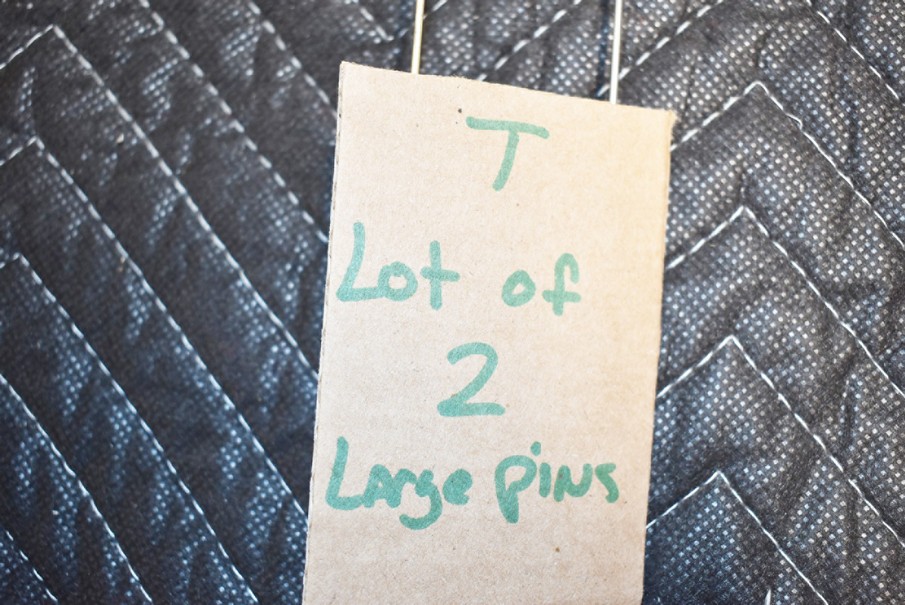 T
Lot of
2
Large pins